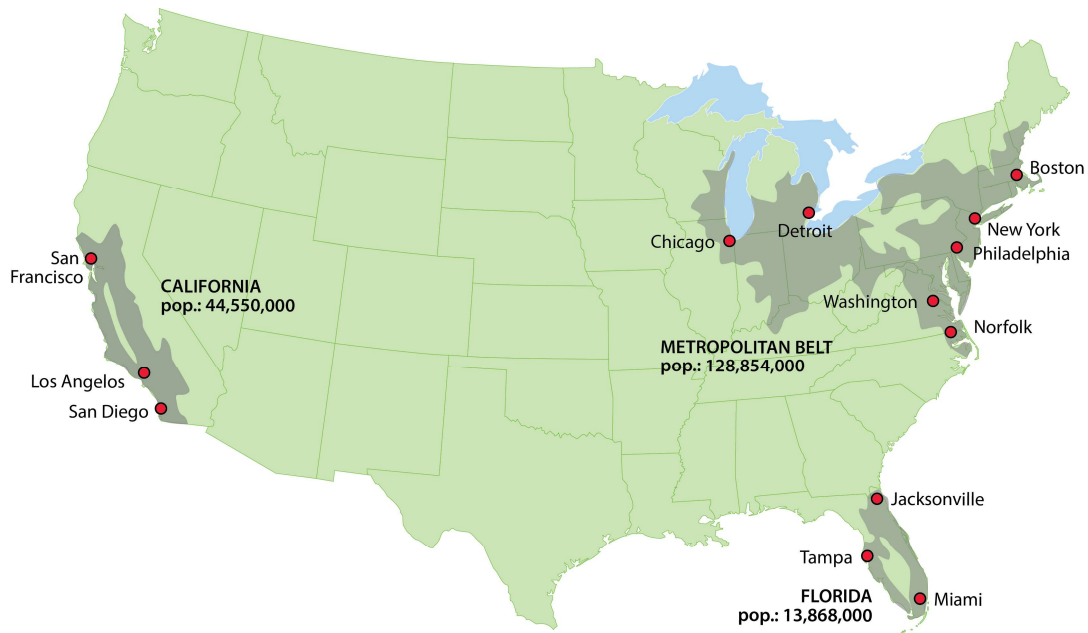 Boston
New York
Philadelphia
Detroit
Chicago
San
Francisco
CALIFORNIA
pop.: 44,550,000
Washington
Norfolk
METROPOLITAN BELT
pop.: 128,854,000
Los Angelos
San Diego
Jacksonville
Tampa
FLORIDA
pop.: 13,868,000
Miami